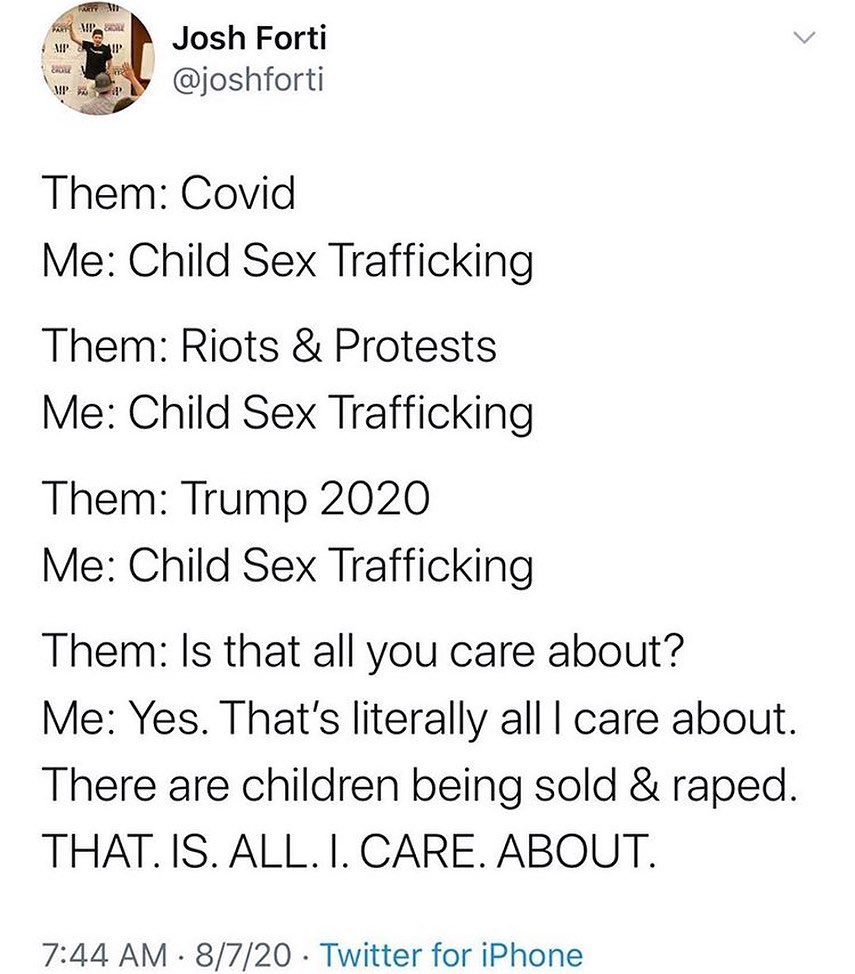 Josh Forti
@joshforti
Them: Covid
Me: Child Sex Trafficking
Them: Riots & Protests
Me: Child Sex Trafficking
Them: Trump 2020
Me: Child Sex Trafficking
Them: Is that all you care about?
Me: Yes. That’s literally all I care about.
There are children being sold & raped.
THAT. IS. ALL. I. CARE. ABOUT.
7:44 AM · 8/7/20 · Twitter for iPhone